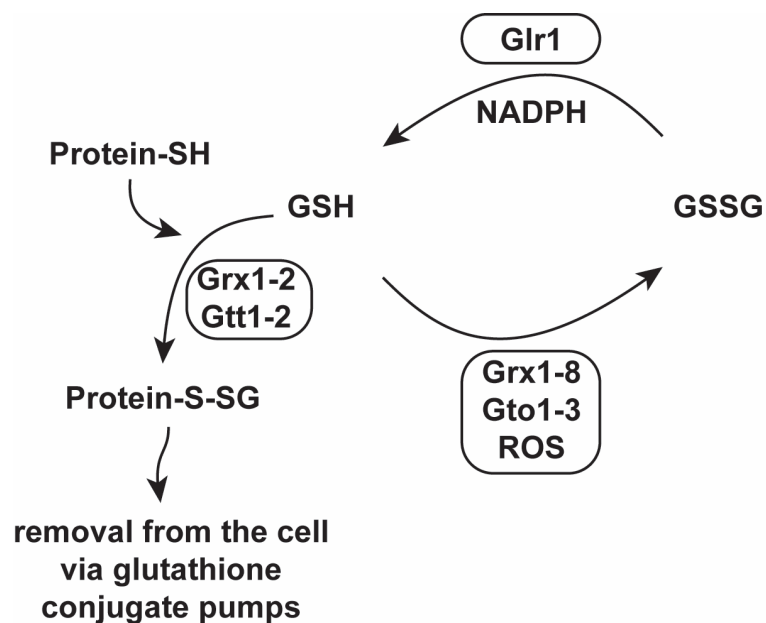 Glr1
NADPH
Protein-SH
GSH
GSSG
Grx1-2
Gtt1-2
Grx1-8
Gto1-3
ROS
Protein-S-SG
removal from the cell
via glutathione
conjugate pumps